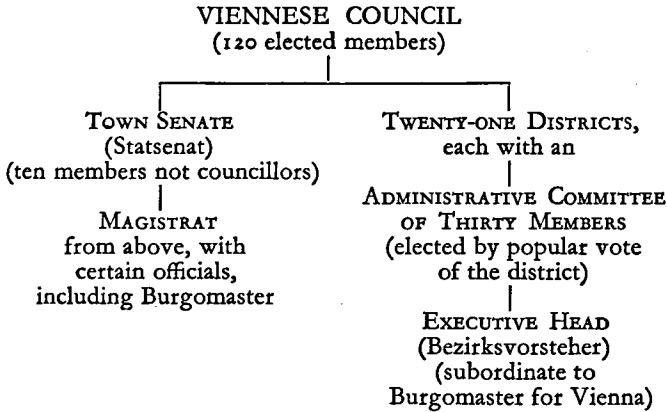 VIENNESE COUNCIL
(120 elected members)
TOWN SENATE
(Statsenat)
(ten members not councillors)
MAGISTRAT
from above, with
certain officials,
including Burgomaster
TWENTY-ONE DISTRICTS,
each with an
ADMINISTRATIVE COMMITTEE
OF THIRTY MEMBERS
(elected by popular vote
of the district)
EXECUTIVE HEAD
(Bezirksvorsteher)
(subordinate to
Burgomaster for Vienna)